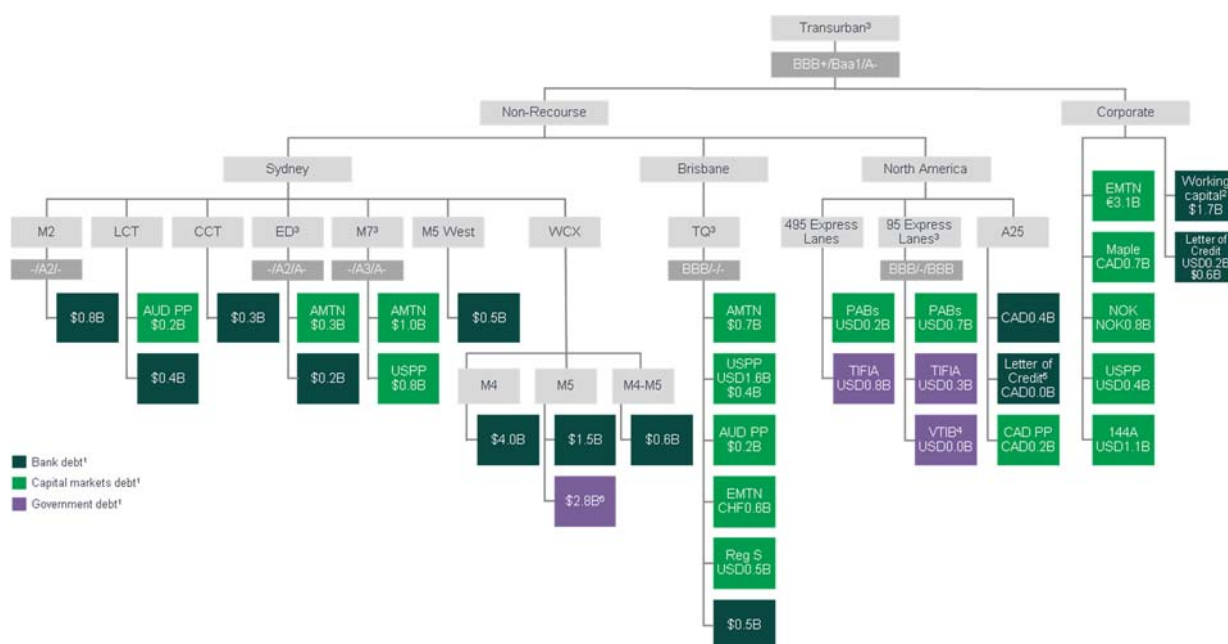 Transurban³
BBB+/Baa1/A-
Non-Recourse
Corporate
Sydney
Brisbane
North America
M2
LCT
CCT
ED³
M7³
M5 West
WCX
TQ³
495 Express
Lanes
95 Express
Lanes³
A25
-/A2/-
-/A2/A-
-/A3/A-
BBB/-/-
BBB/-/BBB
EMTN
€3.1B
Working
capital²
$1.7B
Maple
CAD0.7B
Letter of
Credit
USD0.2B
$0.6B
NOK
NOK0.8B
USPP
USD0.4B
144A
USD1.1B
$0.8B
AUD PP
$0.2B
$0.4B
$0.3B
AMTN
$0.3B
$0.2B
AMTN
$1.0B
USPP
$0.8B
$0.5B
M4
M5
M4-M5
$4.0B
$1.5B
$0.6B
$2.8B⁶
AMTN
$0.7B
USPP
USD1.6B
$0.4B
AUD PP
$0.2B
EMTN
CHF0.6B
Reg S
USD0.5B
$0.5B
PABs
USD0.2B
TIFIA
USD0.8B
PABs
USD0.7B
TIFIA
USD0.3B
VTIB⁴
USD0.0B
CAD0.4B
Letter of
Credit⁵
CAD0.0B
CAD PP
CAD0.2B
Bank debt¹
Capital markets debt¹
Government debt¹